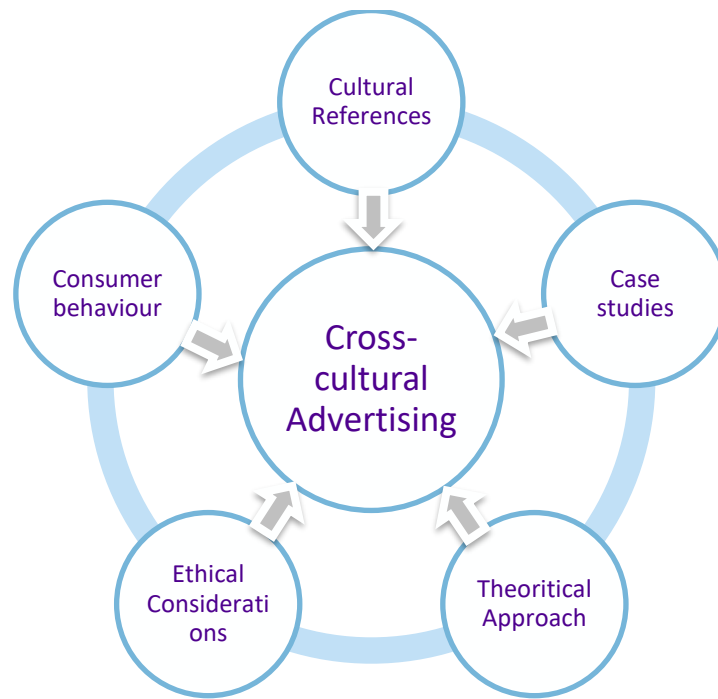 Cultural
References
Consumer
behaviour
Case
studies
Cross-
cultural
Advertising
Ethical
Considerati
ons
Theoritical
Approach